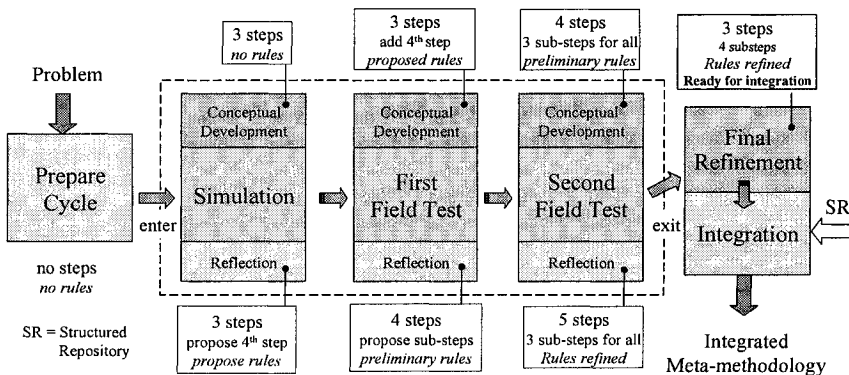 3 steps
no rules
3 steps
add 4th step
proposed rules
4 steps
3 sub-steps for all
preliminary rules
3 steps
4 substeps
Rules refined
Ready for integration
Problem
Prepare
Cycle
no steps
no rules
SR = Structured
Repository
enter
Conceptual
Development
Simulation
Reflection
Conceptual
Development
First
Field Test
Reflection
Conceptual
Development
Second
Field Test
Reflection
exit
Final
Refinement
Integration
SR
3 steps
propose 4th step
propose rules
4 steps
propose sub-steps
preliminary rules
5 steps
3 sub-steps for all
Rules refined
Integrated
Meta-methodology